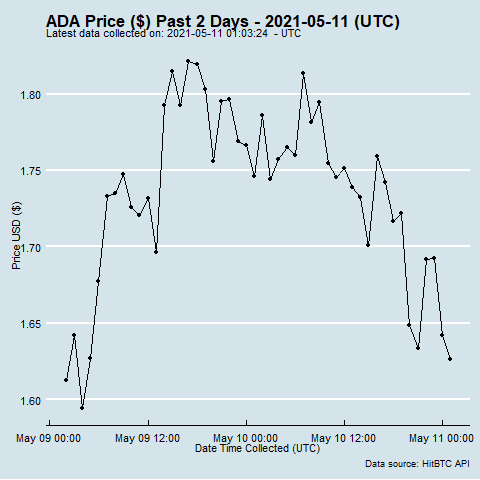 ADA Price ($) Past 2 Days - 2021-05-11 (UTC)
Latest data collected on: 2021-05-11 01:03:24 - UTC
1.80
1.75
1.70
1.65
1.60
Price USD ($)
May 09 00:00 May 09 12:00 May 10 00:00 May 10 12:00 May 11 00:00
Date Time Collected (UTC)
Data source: HitBTC API